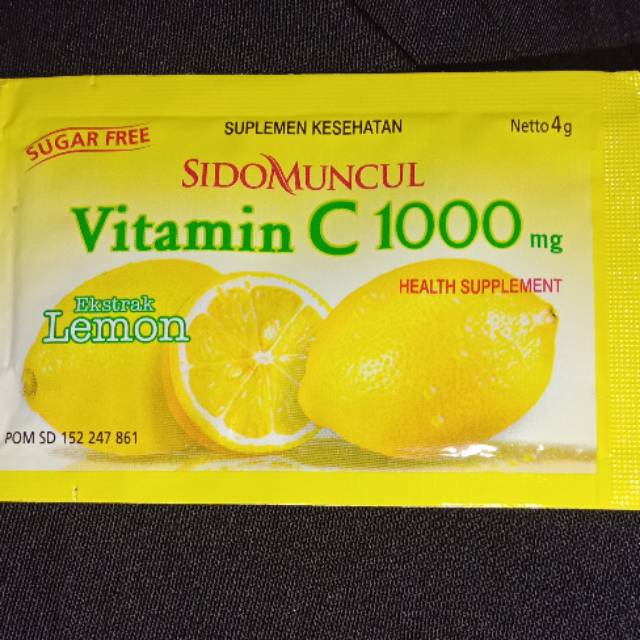 SUGAR FREE
SUPLEMEN KESEHATAN
Netto 4g
SIDOMUNCUL
Vitamin C 1000 mg
HEALTH SUPPLEMENT
Ekstrak
Lemon
POM SD 152 247 861